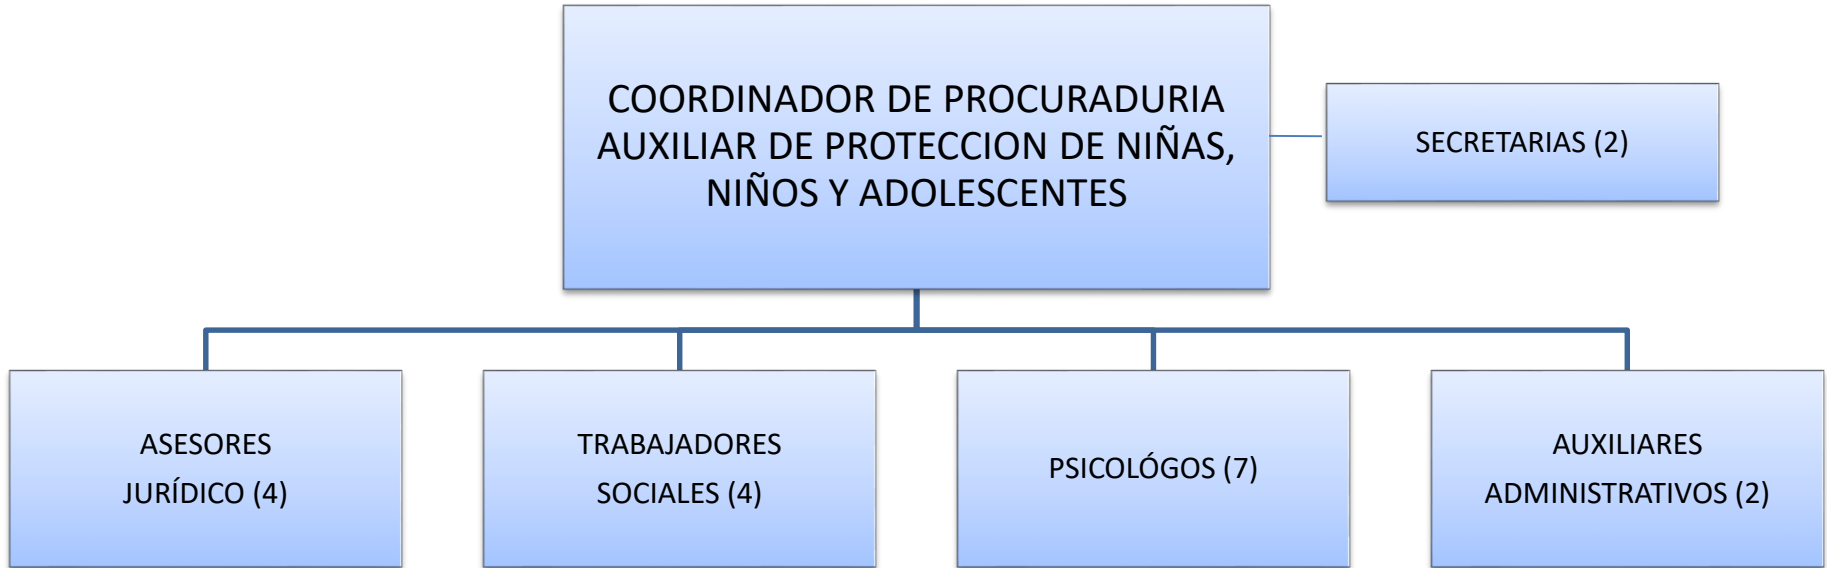 COORDINADOR DE PROCURADURIA
AUXILIAR DE PROTECCION DE NIÑAS,
NIÑOS Y ADOLESCENTES
SECRETARIAS (2)
ASESORES
JURÍDICO (4)
TRABAJADORES
SOCIALES (4)
PSICOLÓGOS (7)
AUXILIARES
ADMINISTRATIVOS (2)